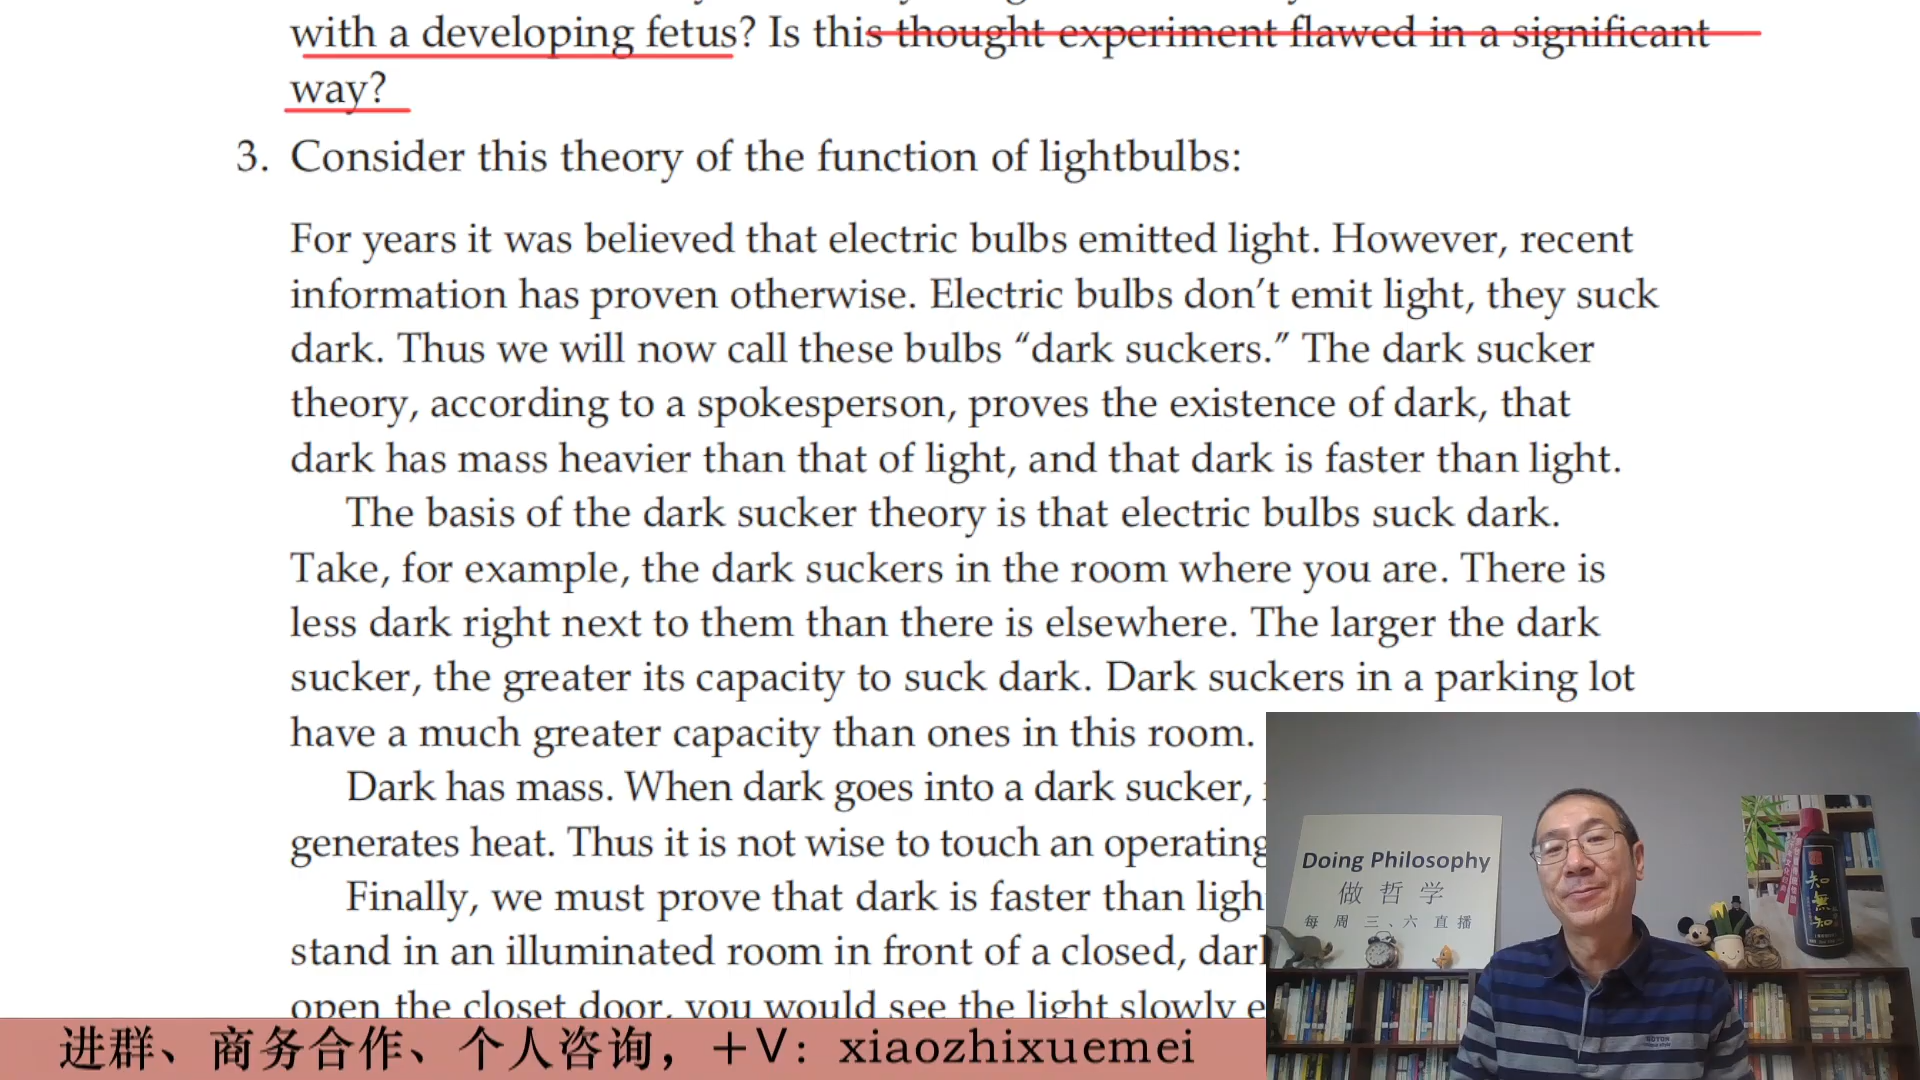 with a developing fetus? Is this thought experiment flawed in a significant
way?
3. Consider this theory of the function of lightbulbs:
For years it was believed that electric bulbs emitted light. However, recent
information has proven otherwise. Electric bulbs don’t emit light, they suck
dark. Thus we will now call these bulbs “dark suckers.” The dark sucker
theory, according to a spokesperson, proves the existence of dark, that
dark has mass heavier than that of light, and that dark is faster than light.
The basis of the dark sucker theory is that electric bulbs suck dark.
Take, for example, the dark suckers in the room where you are. There is
less dark right next to them than there is elsewhere. The larger the dark
sucker, the greater its capacity to suck dark. Dark suckers in a parking lot
have a much greater capacity than ones in this room.
Dark has mass. When dark goes into a dark sucker,
generates heat. Thus it is not wise to touch an operating
Finally, we must prove that dark is faster than ligh
stand in an illuminated room in front of a closed, dar
open the closet door, you would see the light slowly e
Doing Philosophy
做哲学
每周三、六直播
知無知
进群、商务合作、个人咨询，+V：xiaozhixuemei